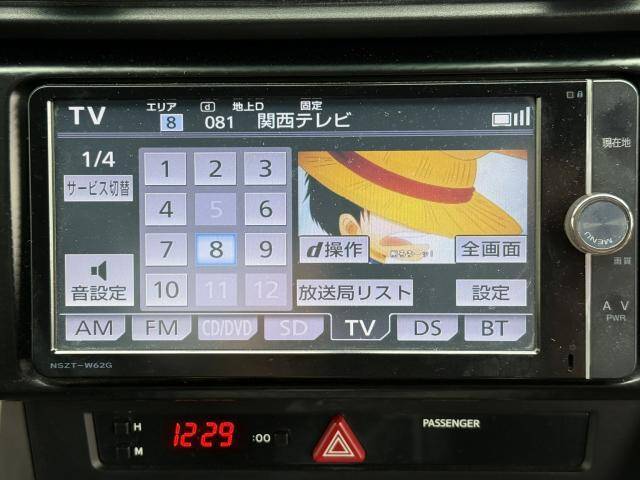 TV エリア 8 d 地上D 081 固定 関西テレビ
現在地
1/4
サービス切替
1 2 3
4 5 6
7 8 9
10 11 12
音設定
d操作 全画面
放送局リスト 設定
MENU
画質
A V
PWR
AM FM CD/DVD SD TV DS BT
NSZT-W62G
H
M
12:29 :00
PASSENGER